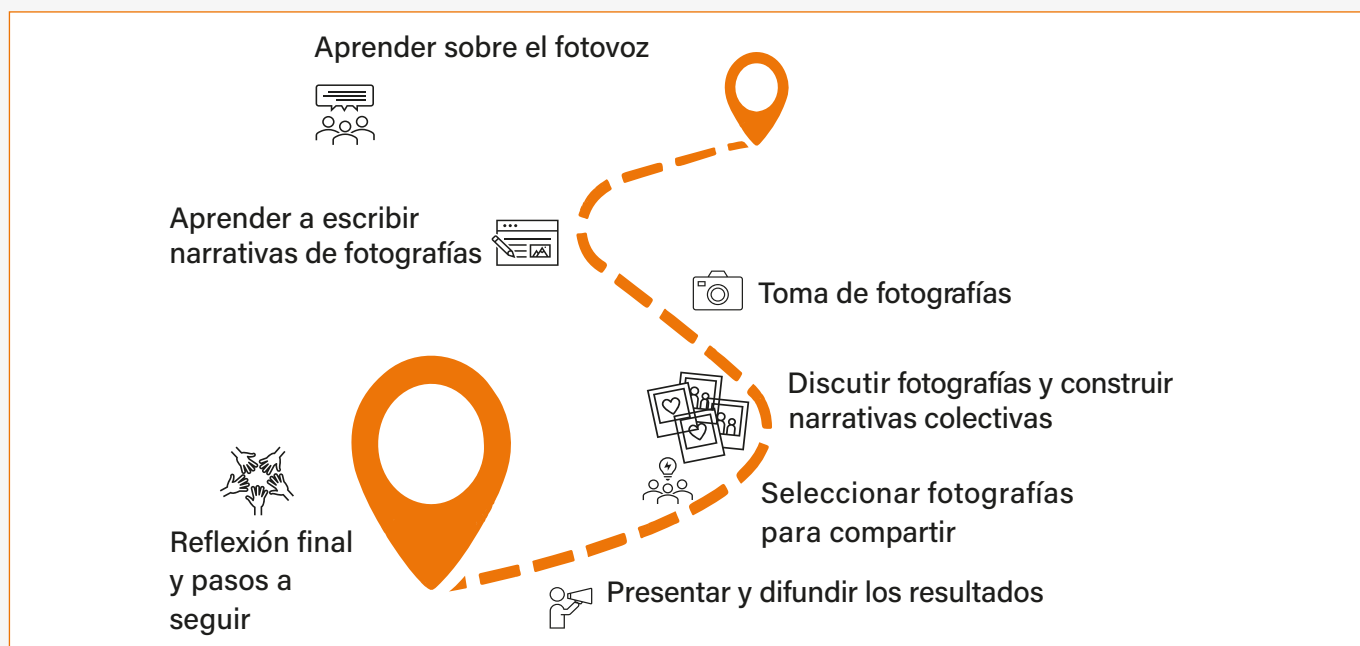 Aprender sobre el fotovoz
Aprender a escribir
narrativas de fotografías
Toma de fotografías
Discutir fotografías y construir
narrativas colectivas
Seleccionar fotografías
para compartir
Presentar y difundir los resultados
Reflexión final
y pasos a
seguir